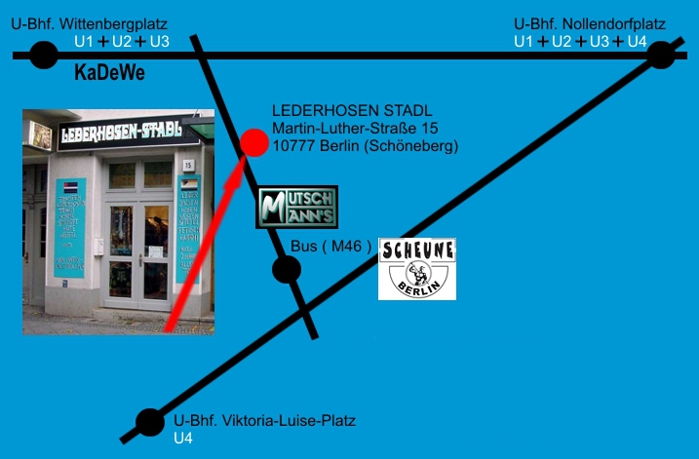 U-Bhf. Wittenbergplatz
U1 + U2 + U3
U-Bhf. Nollendorfplatz
U1 + U2 + U3 + U4
KaDeWe
LEDERHOSEN STADL
Martin-Luther-Straße 15
10777 Berlin (Schöneberg)
LEDERHOSEN-STADL
15
MUTSCH
MANN'S
Bus ( M46 )
SCHEUNE
BERLIN
U-Bhf. Viktoria-Luise-Platz
U4